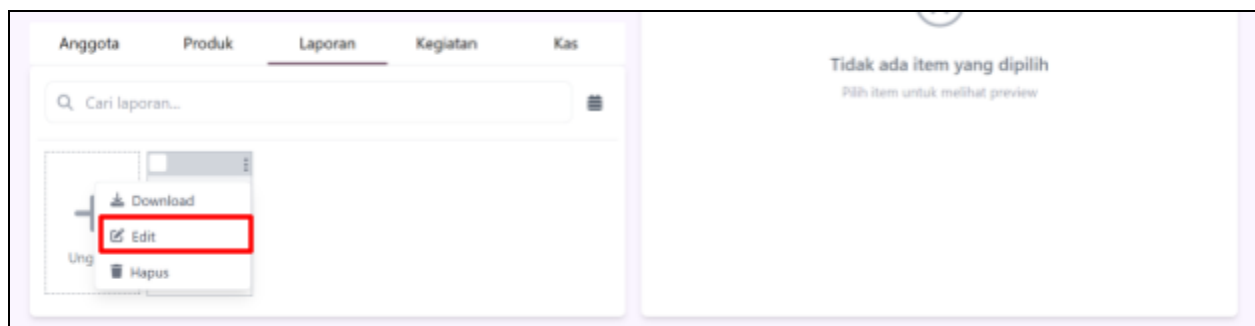 Anggota Produk Laporan Kegiatan Kas
Cari laporan...
Download
Edit
Ung
Hapus
Tidak ada item yang dipilih
Pilih item untuk melihat preview